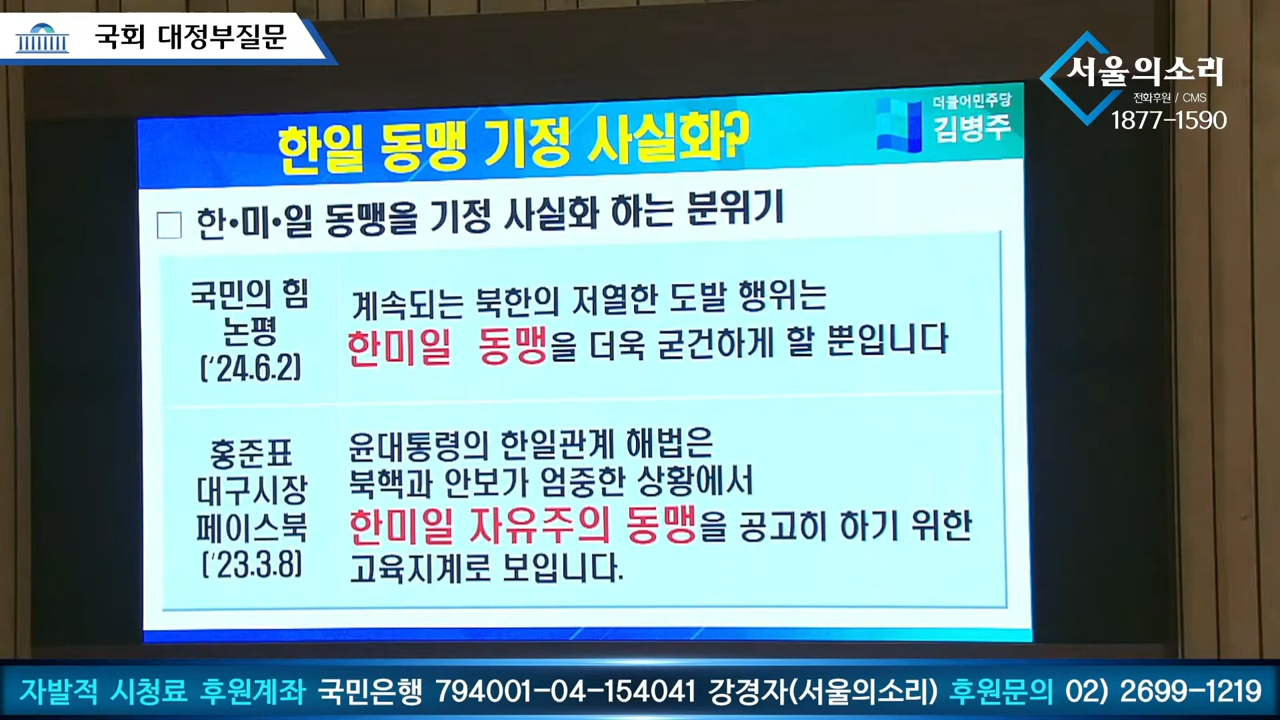 국회 대정부질문
서울의소리
전화후원 / CMS
1877-1590
더불어민주당
김병주
한일 동맹 기정 사실화?
□ 한·미·일 동맹을 기정 사실화 하는 분위기
국민의 힘
논평
('24.6.2)
계속되는 북한의 저열한 도발 행위는
한미일 동맹을 더욱 굳건하게 할 뿐입니다
홍준표
대구시장
페이스북
('23.3.8)
윤대통령의 한일관계 해법은
북핵과 안보가 엄중한 상황에서
한미일 자유주의 동맹을 공고히 하기 위한
고육지계로 보입니다.
자발적 시청료 후원계좌 국민은행 794001-04-154041 강경자(서울의소리) 후원문의 02) 2699-1219